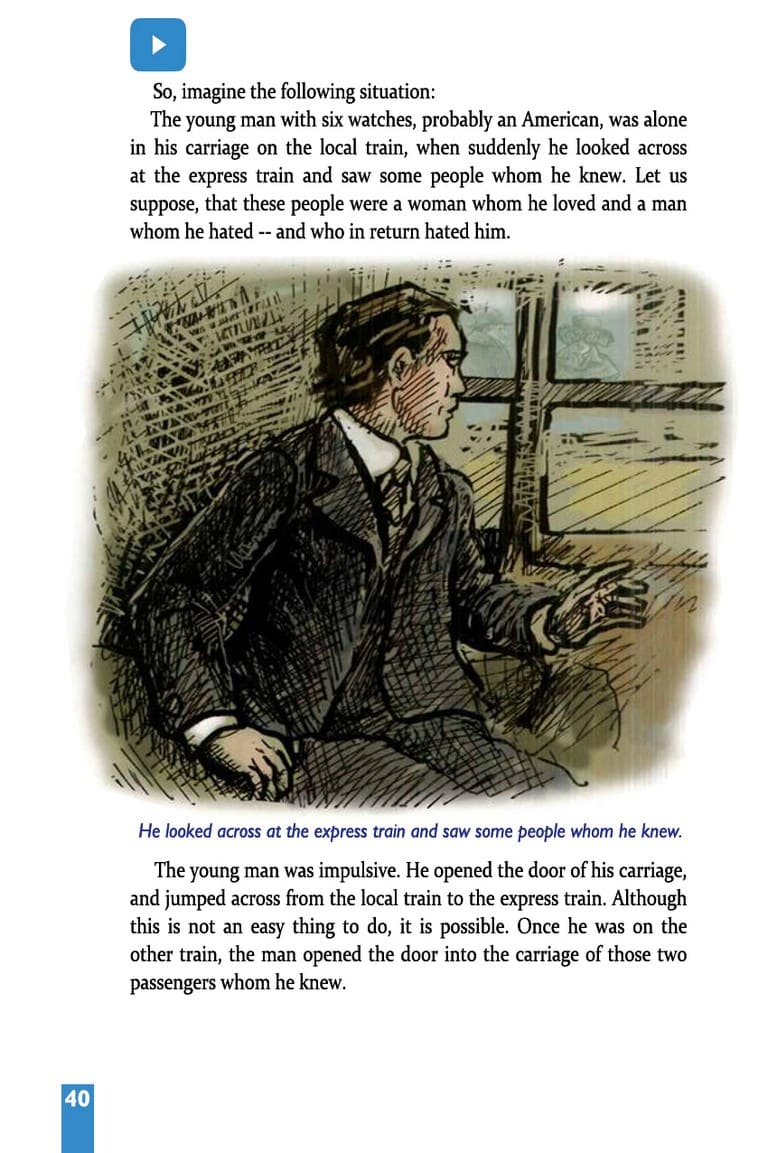 So, imagine the following situation:
The young man with six watches, probably an American, was alone
in his carriage on the local train, when suddenly he looked across
at the express train and saw some people whom he knew. Let us
suppose, that these people were a woman whom he loved and a man
whom he hated -- and who in return hated him.
He looked across at the express train and saw some people whom he knew.
The young man was impulsive. He opened the door of his carriage,
and jumped across from the local train to the express train. Although
this is not an easy thing to do, it is possible. Once he was on the
other train, the man opened the door into the carriage of those two
passengers whom he knew.
40